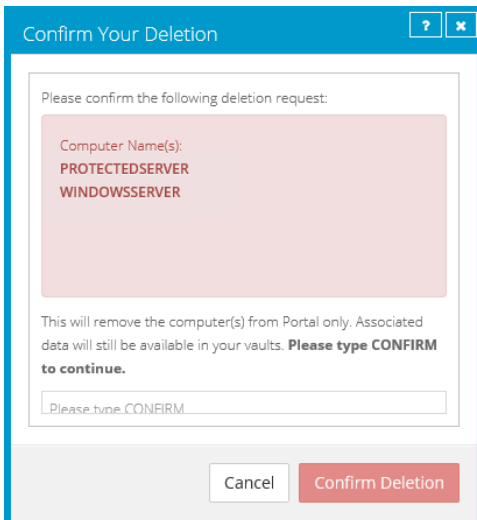 Confirm Your Deletion
? ×
Please confirm the following deletion request:
Computer Name(s):
PROTECTEDSERVER
WINDOWSSERVER
This will remove the computer(s) from Portal only. Associated
data will still be available in your vaults. Please type CONFIRM
to continue.
Please type CONFIRM
Cancel Confirm Deletion